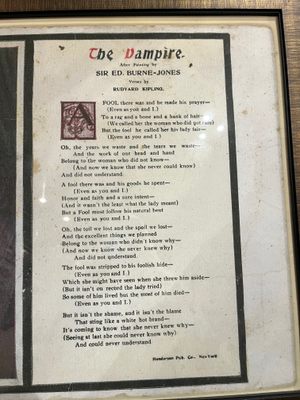 The Vampire.
After Painting by
SIR ED. BURNE-JONES
Verses by
RUDYARD KIPLING.
A FOOL there was and he made his prayer—
(Even as you and I.)
To a rag and a bone and a hank of hair—
(We called her the woman who did not care)
But the fool he called her his lady fair—
(Even as you and I.)
Oh, the years we waste and the tears we waste—
And the work of our head and hand
Belong to the woman who did not know—
(And now we know that she never could know)
And did not understand.
A fool there was and his goods he spent—
(Even as you and I.)
Honor and faith and a sure intent—
(And it wasn't the least what the lady meant)
But a Fool must follow his natural bent
(Even as you and I.)
Oh, the toil we lost and the spoil we lost—
And the excellent things we planned
Belong to the woman who didn't know why—
(And now we know she never knew why)
And did not understand.
The fool was stripped to his foolish hide—
(Even as you and I.)
Which she might have seen when she threw him aside—
(But it isn't on record the lady tried)
So some of him lived but the most of him died—
(Even as you and I.)
But it isn't the shame, and it isn't the blame
That sting like a white hot brand—
It's coming to know that she never knew why—
(Seeing at last she could never know why)
And could never understand
Henderson Pub. Co., New York